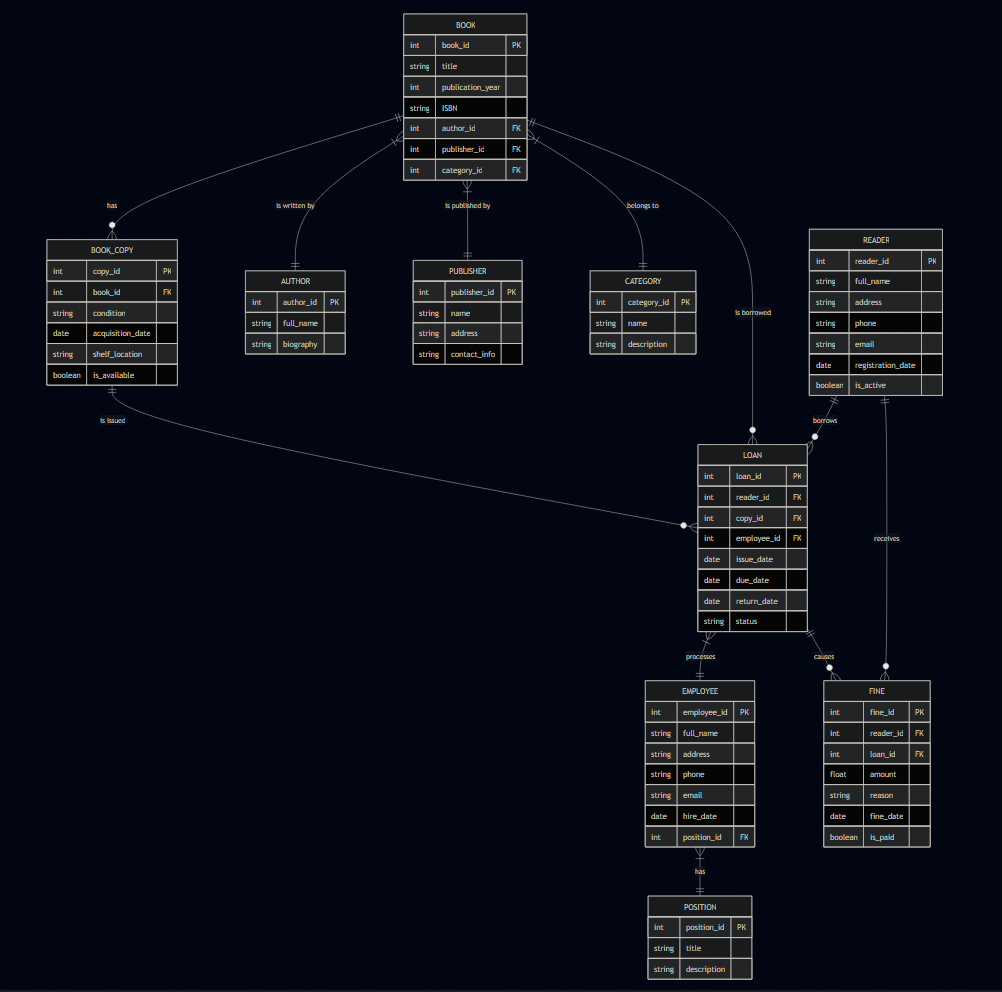 BOOK
int book_id PK
string title
int publication_year
string ISBN
int author_id FK
int publisher_id FK
int category_id FK
has
Is written by
Is published by
belongs to
BOOK_COPY
int copy_id PK
int book_id FK
string condition
date acquisition_date
string shelf_location
boolean is_available
AUTHOR
int author_id PK
string full_name
string biography
PUBLISHER
int publisher_id PK
string name
string address
string contact_info
CATEGORY
int category_id PK
string name
string description
READER
int reader_id PK
string full_name
string address
string phone
string email
date registration_date
boolean is_active
Is borrowed
Is issued
borrows
LOAN
int loan_id PK
int reader_id FK
int copy_id FK
int employee_id FK
date issue_date
date due_date
date return_date
string status
receives
processes
causes
EMPLOYEE
int employee_id PK
string full_name
string address
string phone
string email
date hire_date
int position_id FK
FINE
int fine_id PK
int reader_id FK
int loan_id FK
float amount
string reason
date fine_date
boolean is_paid
has
POSITION
int position_id PK
string title
string description